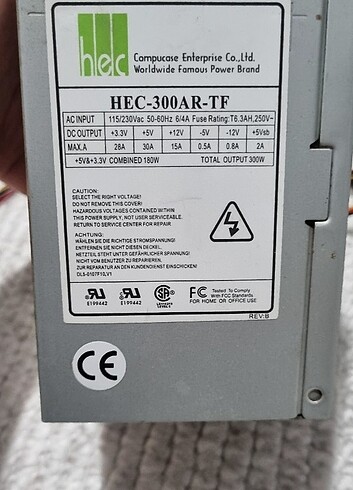 hec
Compucase Enterprise Co.,Ltd.
Worldwide Famous Power Brand
HEC-300AR-TF
AC INPUT 115/230Vac 50-60Hz 6/4A Fuse Rating:T6.3AH,250V~
DC OUTPUT +3.3V +5V +12V -5V -12V +5Vsb
MAX.A 28A 30A 15A 0.5A 0.8A 2A
+5V&+3.3V COMBINED 180W TOTAL OUTPUT 300W
CAUTION:
SELECT THE RIGHT VOLTAGE!
DO NOT REMOVE THIS COVER!
HAZARDOUS VOLTAGES CONTAINED WITHIN
THIS POWER SUPPLY, NOT USER SERVICEABLE.
RETURN TO SERVICE CENTER FOR REPAIR.
ACHTUNG:
WÄHLEN SIE DIE RICHTIGE STROMSPANUNG!
ENTFERNEN SIE NICHT DIESEN DECKEL.
NETZTEIL STEHT UNTER GEFÄHRLICHER SPANNUNG
NICHT VOM BENUTZER ZU REPARIEREN.
ZUR REPARATUR AN DEN KUNDENDIENST EINSCHICKEN!
DLS-0107F10,V1
E199442 E199442
FC Tested To Comply
With FCC Standards
FOR HOME OR OFFICE USE
REV:B
CE